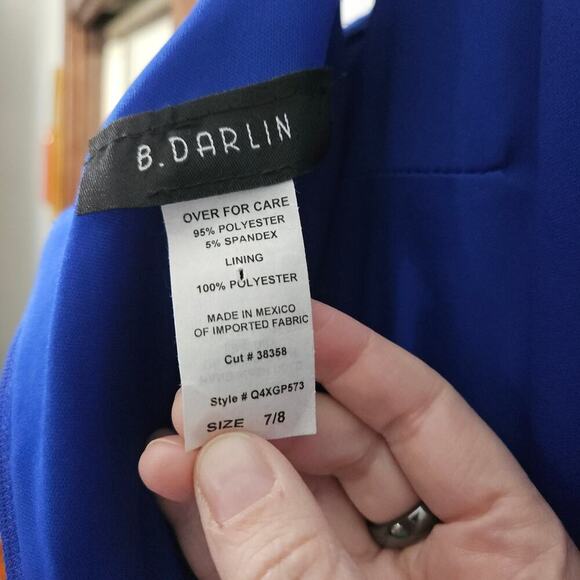 B. DARLIN
OVER FOR CARE
95% POLYESTER
5% SPANDEX
LINING
100% POLYESTER
MADE IN MEXICO
OF IMPORTED FABRIC
Cut # 38358
Style # Q4XGP573
SIZE 7/8